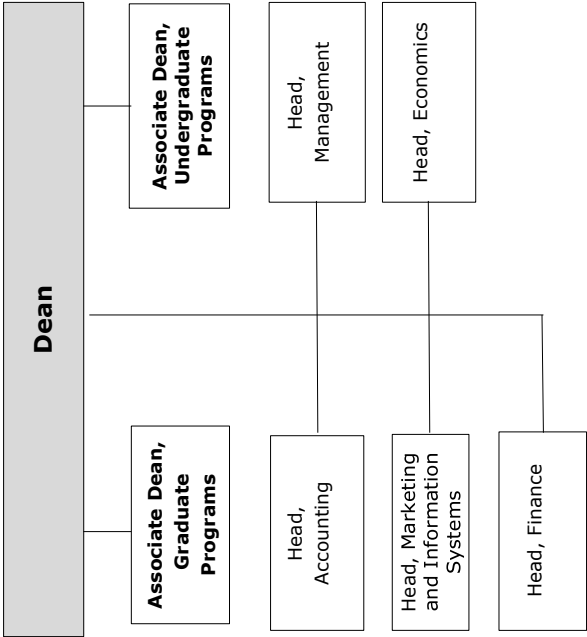 Dean
Associate Dean,
Graduate
Programs
Associate Dean,
Undergraduate
Programs
Head,
Accounting
Head,
Management
Head, Marketing
and Information
Systems
Head, Economics
Head, Finance